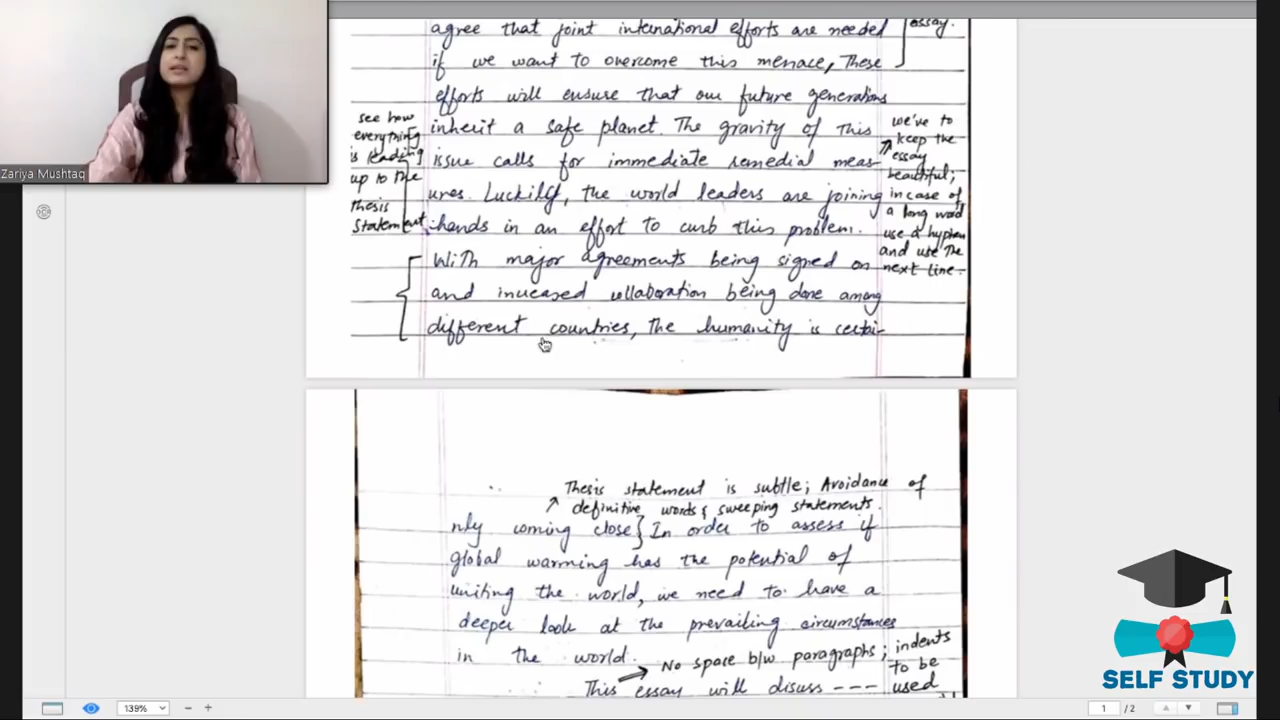 agree that joint international efforts are needed
essay.
if we want to overcome this menace, These
efforts will ensure that our future generations
inherit a safe planet. The gravity of This
issue calls for immediate remedial meas-
ures. Luckily, the world leaders are joining
hands in an effort to curb this problem.
With major agreements being signed on
and increased collaboration being done among
different countries, the humanity is certai-
see how
everything
is leading
up to the
thesis
statement
we've to
keep the
essay
beautiful;
in case of
a long word
use a hyphen
and use the
next line
Zariya Mushtaq
Thesis statement is subtle; Avoidance of
definitive words & sweeping statements.
nly coming close} In order to assess if
global warming has the potential of
uniting the world, we need to have a
deeper look at the prevailing circumstances
in the world.
No space b/w paragraphs; indents
to be
used
This essay will discuss ----
SELF STUDY
139%
1 / 2